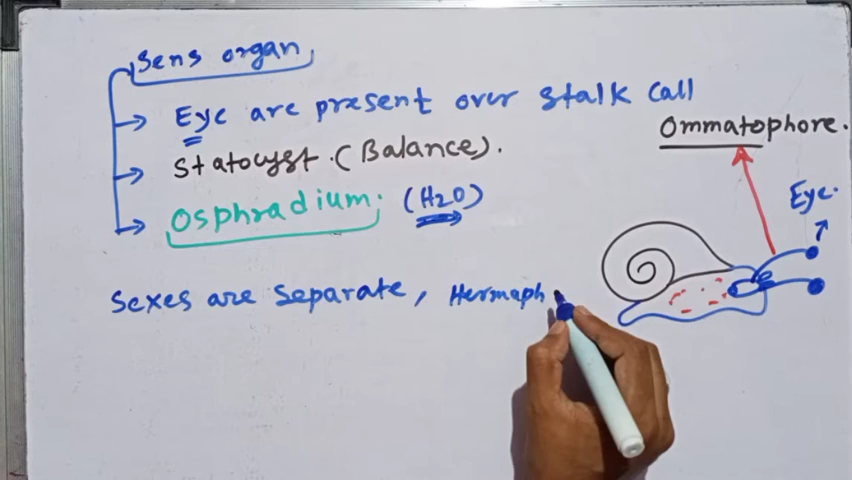 Sens organ
Eye are present over stalk call
Ommatophore.
Statocyst. (Balance).
Osphradium. (H2O)
Eye.
Sexes are separate, Hermaph